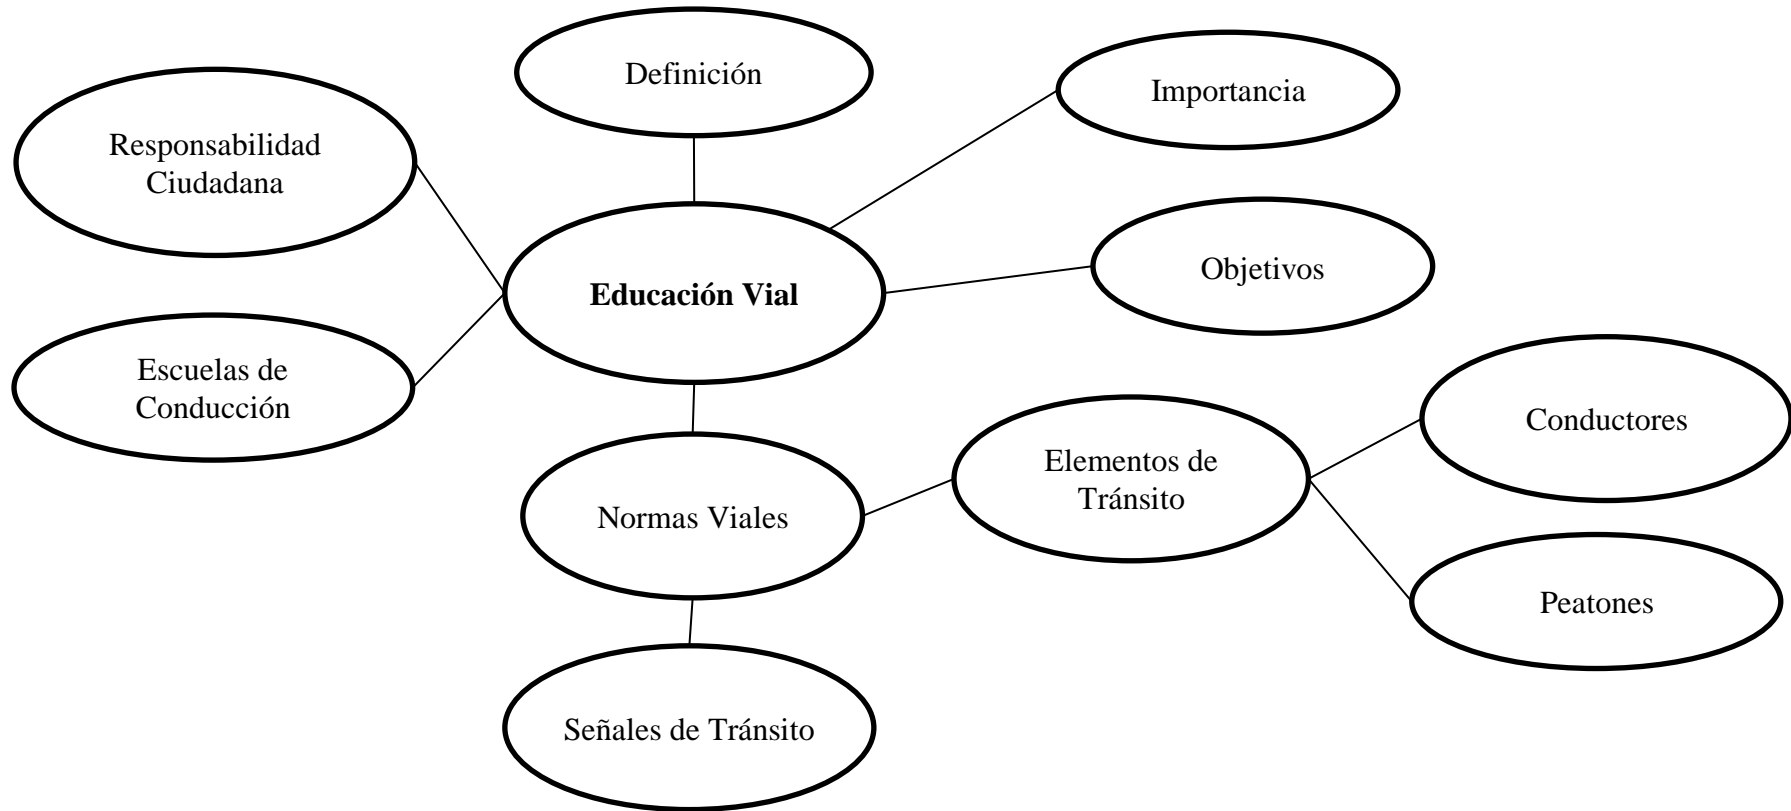 Definición
Importancia
Responsabilidad
Ciudadana
Objetivos
Educación Vial
Escuelas de
Conducción
Conductores
Elementos de
Tránsito
Normas Viales
Peatones
Señales de Tránsito